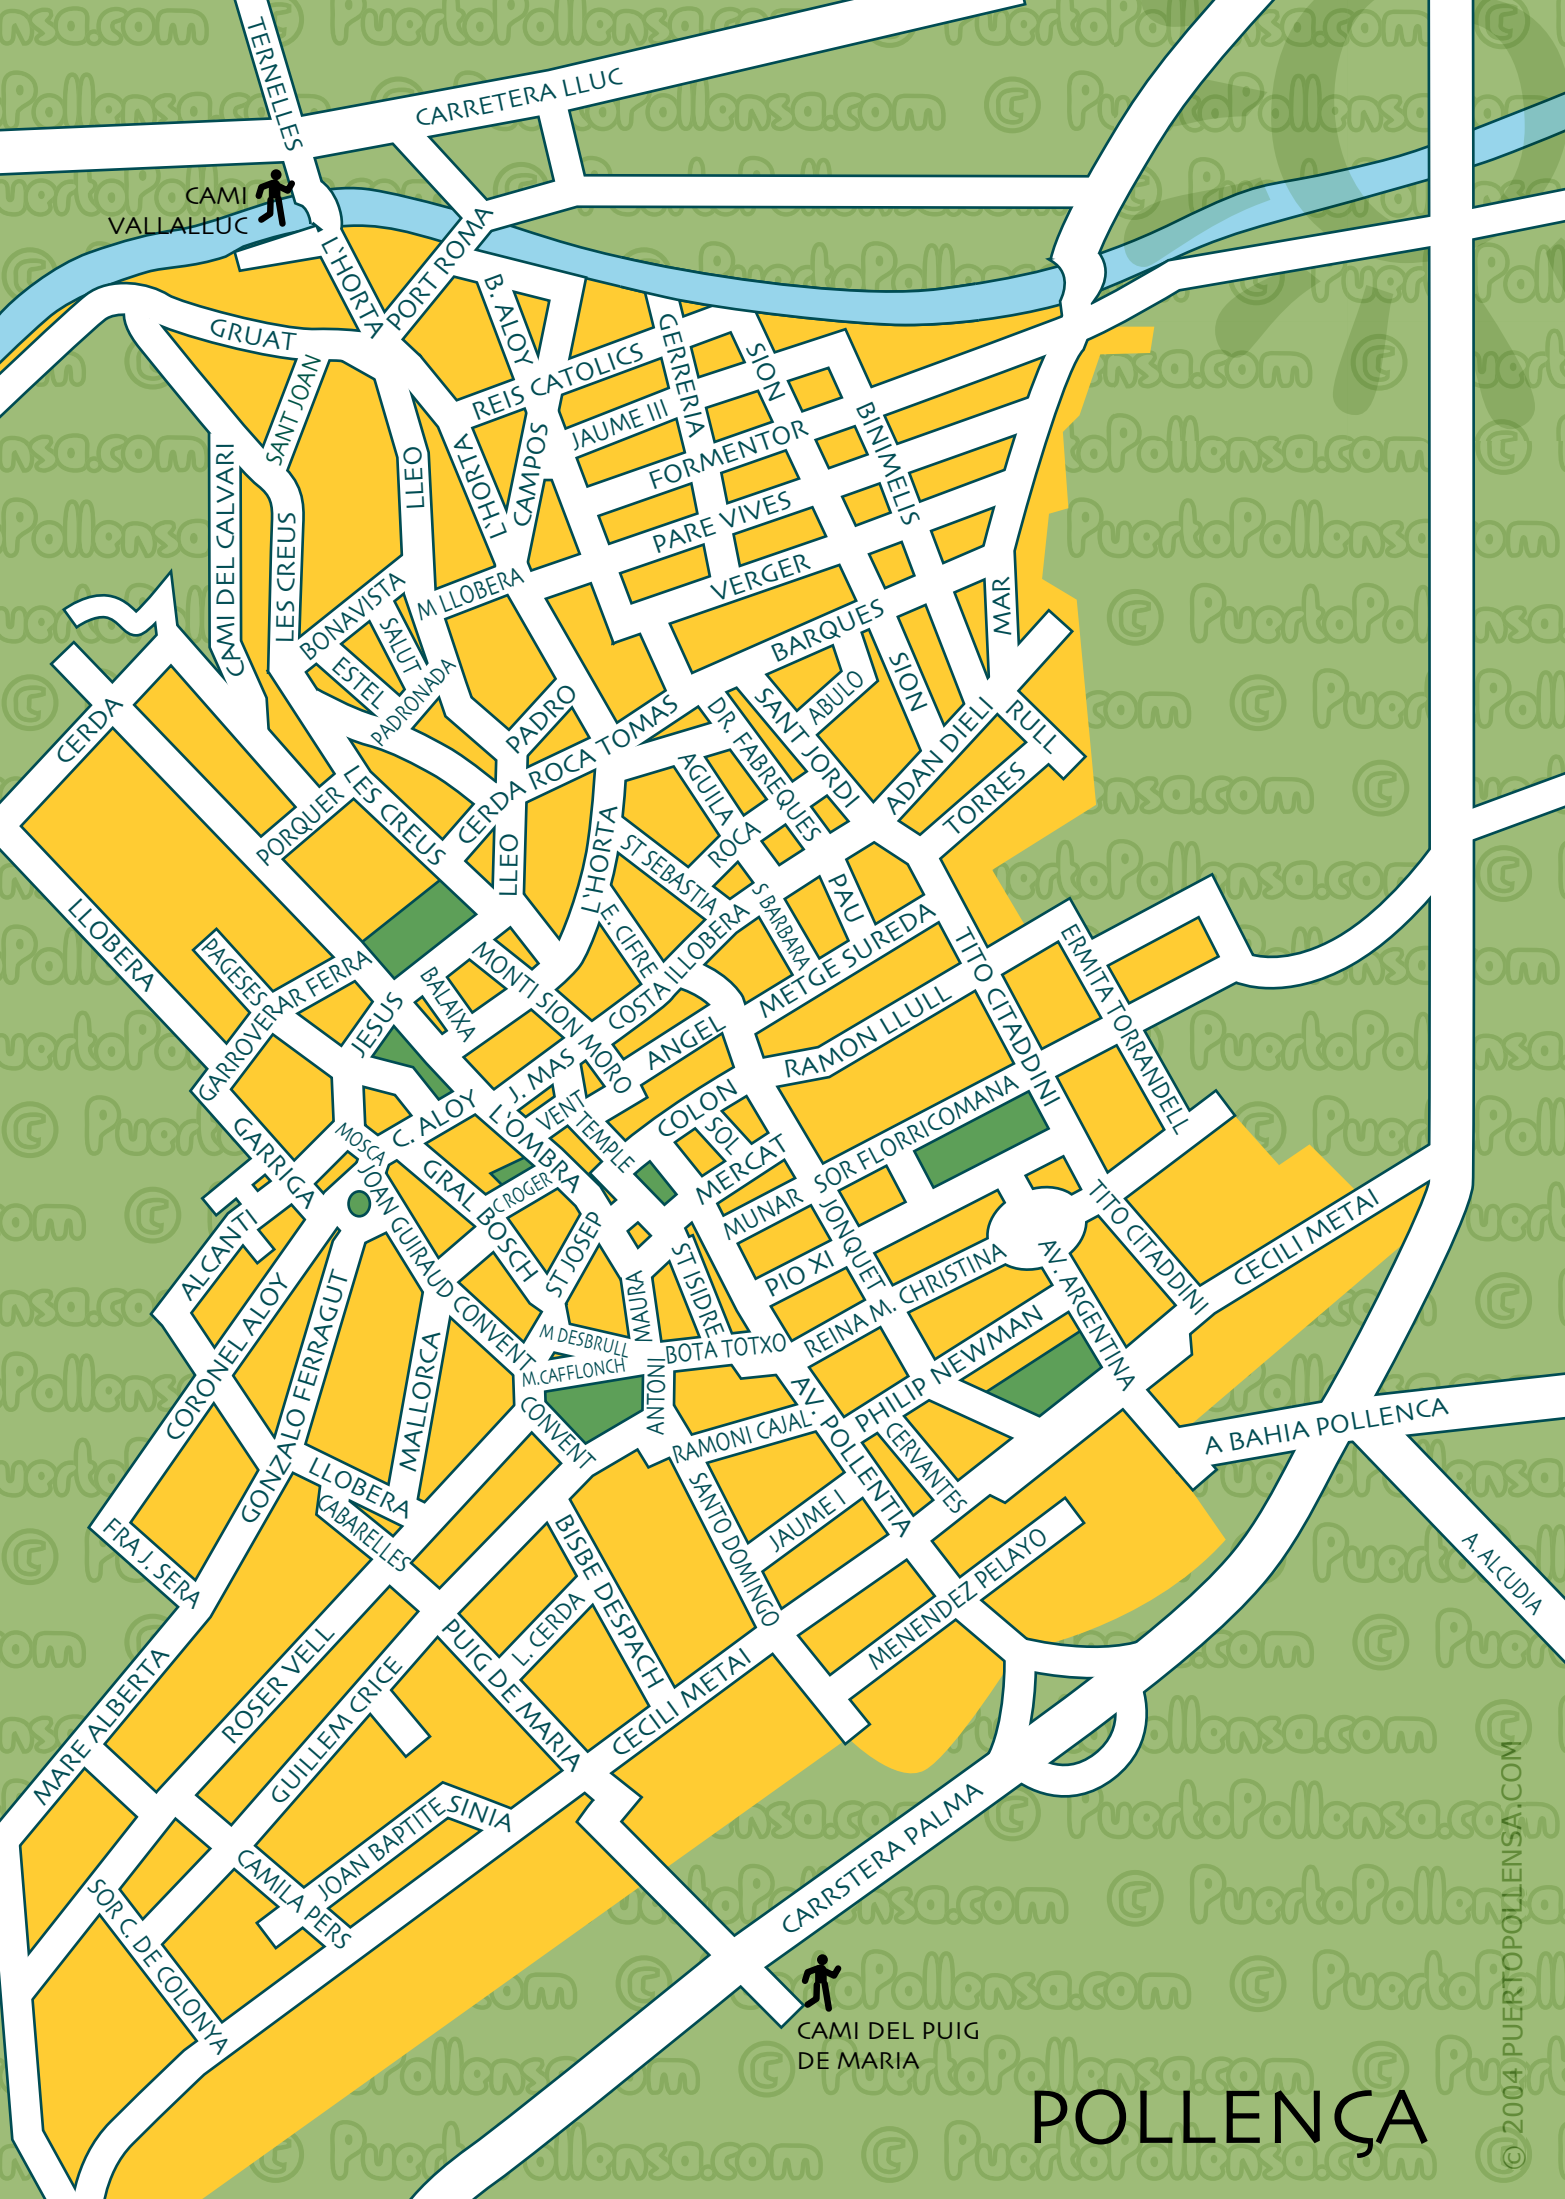 TERNELLES
CARRETERA LLUC
CAMI
VALLALLUC
L'HORTA
PORT ROMA
GRUAT
B. ALOY
REIS CATOLICS
GERRERIA
SION
SANT JOAN
JAUME III
BINIMELIS
LLEO
L'HORTA
CAMPOS
FORMENTOR
CAMI DEL CALVARI
LES CREUS
PARE VIVES
VERGER
M LLOBERA
BONAVISTA
SALUT
ESTEL
PADRONADA
MAR
BARQUES
SION
ABULO
SANT JORDI
DR. FABREQUES
ADAN DIELI
RULL
TORRES
CERDA
PADRO
CERDA ROCA TOMAS
LES CREUS
PORQUER
AGUILA
ROCA
LLEO
L'HORTA
ST SEBASTIA
S BARBARA
PAU
METGE SUREDA
LLOBERA
PAGESES
GARROVERAR FERRA
JESUS
BALAIXA
MONTI SION MORO
E. CIFRE
COSTA ILLOBERA
TITO CITADDINI
ERMITA TORRANDELL
ANGEL
RAMON LLULL
J. MAS
VENT
TEMPLE
COLON
SOL
MERCAT
C. ALOY
L'OMBRA
GARRIGA
MOSCA
JOAN GUIRAUD CONVENT
GRAL BOSCH
C ROGER
ST JOSEP
MUNAR
SOR FLORRICOMANA
JONQUET
PIO XI
REINA M. CHRISTINA
TITO CITADDINI
AV. ARGENTINA
CECILI METAI
ALCANTI
CORONEL ALOY
GONZALO FERRAGUT
MALLORCA
MAURA
ST ISIDRE
M DESBRULL
M.CAFFLONCH
BOTA TOTXO
ANTONI
CONVENT
PHILIP NEWMAN
AV. POLLENTIA
RAMONI CAJAL
CERVANTES
A BAHIA POLLENCA
A. ALCUDIA
LLOBERA
CABARELLES
FRA J. SERA
SANTO DOMINGO
JAUME I
MENENDEZ PELAYO
BISBE DESPACH
L. CERDA
PUIG DE MARIA
CECILI METAI
MARE ALBERTA
ROSER VELL
GUILLEM CRICE
JOAN BAPTITE SINIA
CAMILA PERS
SOR C. DE COLONYA
CARRSTERA PALMA
CAMI DEL PUIG
DE MARIA
POLLENÇA
© 2004 PUERTOPOLLENSA.COM
© PuertoPollensa.com